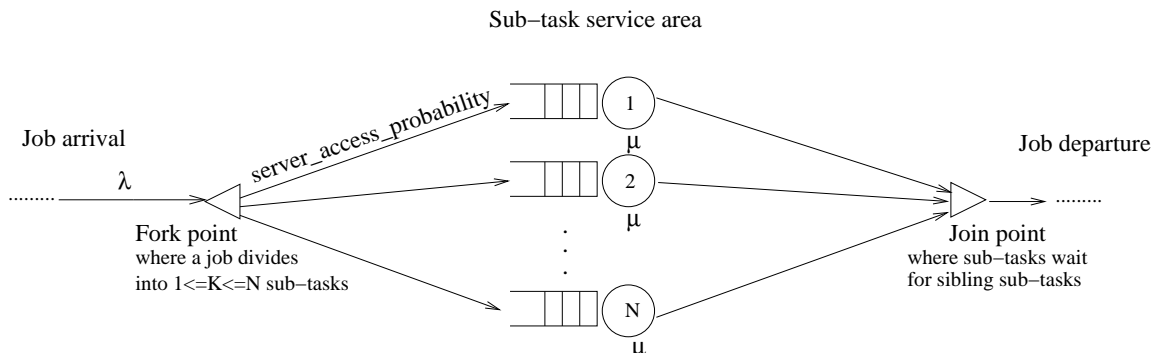 Sub−task service area
Job arrival
λ
server_access_probability
1
μ
2
μ
. . .
N
μ
Fork point
where a job divides
into 1<=K<=N sub−tasks
Job departure
Join point
where sub−tasks wait
for sibling sub−tasks